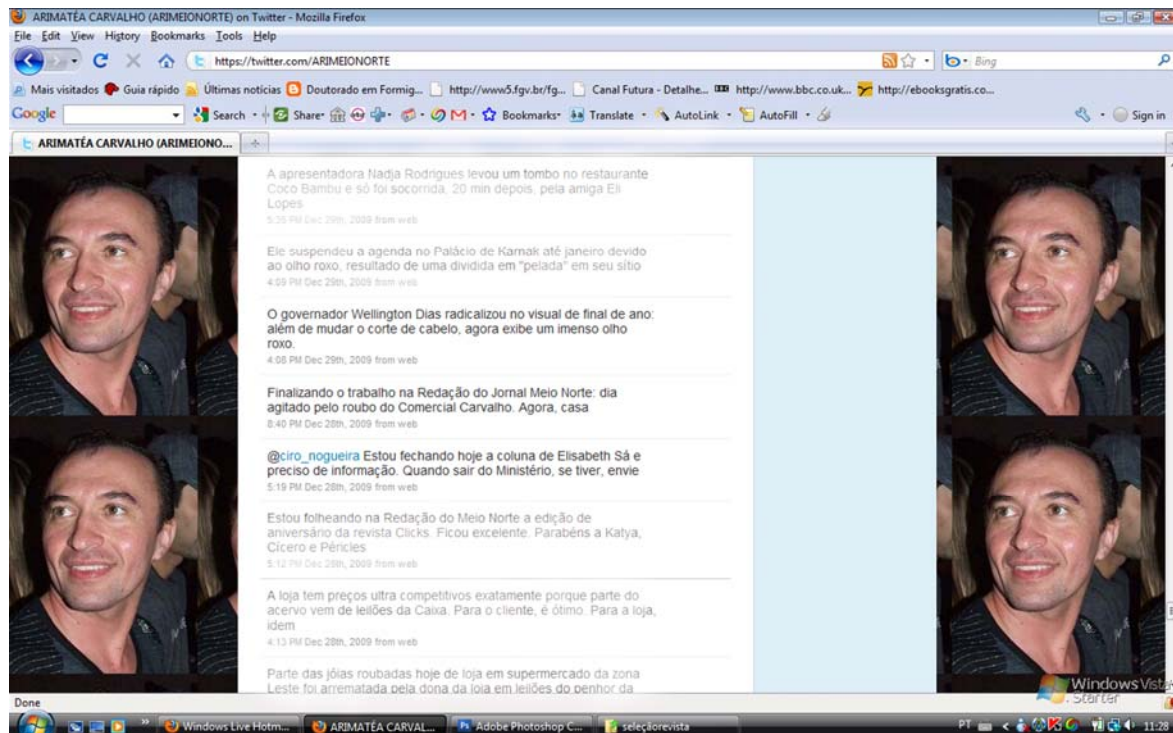 ARIMATÉA CARVALHO (ARIMEIONORTE) on Twitter - Mozilla Firefox
File Edit View History Bookmarks Tools Help
https://twitter.com/ARIMEIONORTE
Bing
Mais visitados Guia rápido Últimas notícias Doutorado em Formig... http://www5.fgv.br/fg... Canal Futura - Detalhe... http://www.bbc.co.uk... http://ebooksgratis.co...
Google Search Share Bookmarks Translate AutoLink AutoFill Sign in
ARIMATÉA CARVALHO (ARIMEIONO...
A apresentadora Nadja Rodrigues levou um tombo no restaurante
Coco Bambu e só foi socorrida, 20 min depois, pela amiga Eli
Lopes
5:35 PM Dec 29th, 2009 from web
Ele suspendeu a agenda no Palácio de Karnak até janeiro devido
ao olho roxo, resultado de uma dividida em "pelada" em seu sítio
4:09 PM Dec 29th, 2009 from web
O governador Wellington Dias radicalizou no visual de final de ano:
além de mudar o corte de cabelo, agora exibe um imenso olho
roxo.
4:08 PM Dec 29th, 2009 from web
Finalizando o trabalho na Redação do Jornal Meio Norte: dia
agitado pelo roubo do Comercial Carvalho. Agora, casa
8:40 PM Dec 28th, 2009 from web
@ciro_nogueira Estou fechando hoje a coluna de Elisabeth Sá e
preciso de informação. Quando sair do Ministério, se tiver, envie
5:19 PM Dec 28th, 2009 from web
Estou folheando na Redação do Meio Norte a edição de
aniversário da revista Clicks. Ficou excelente. Parabéns a Katya,
Cícero e Péricles
5:12 PM Dec 28th, 2009 from web
A loja tem preços ultra competitivos exatamente porque parte do
acervo vem de leilões da Caixa. Para o cliente, é ótimo. Para a loja,
idem
4:13 PM Dec 28th, 2009 from web
Parte das jóias roubadas hoje de loja em supermercado da zona
Leste foi arrematada pela dona da loja em leilões do penhor da
Windows Vista
Starter
Done
Windows Live Hotm... ARIMATÉA CARVAL... Adobe Photoshop C... seleçãorevista PT 11:28